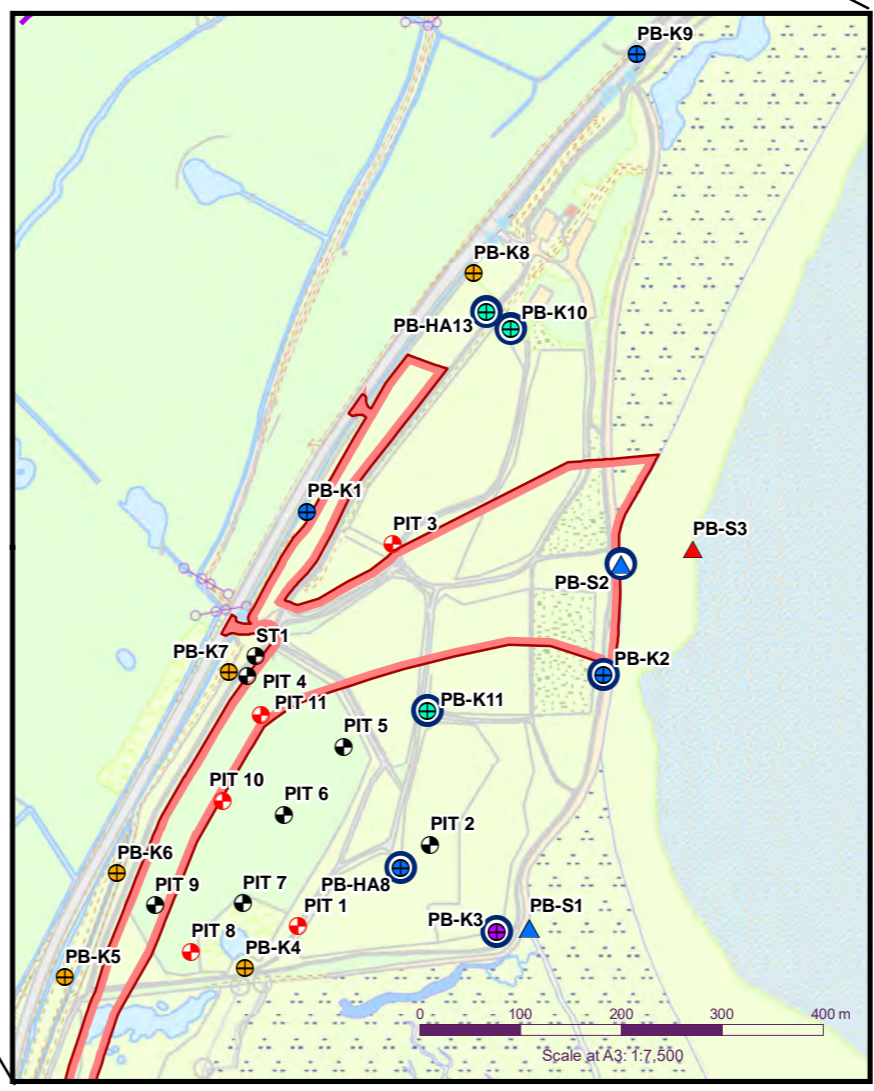 PB-K9
PB-K8
PB-HA13
PB-K10
PB-K1
PIT 3
PB-S3
PB-S2
ST1
PB-K7
PIT 4
PB-K2
PIT 11
PB-K11
PIT 5
PIT 10
PIT 6
PIT 2
PB-K6
PB-HA8
PIT 9
PIT 7
PIT 1
PB-K3
PB-S1
PIT 8
PB-K4
PB-K5
0 100 200 300 400 m
Scale at A3: 1:7,500